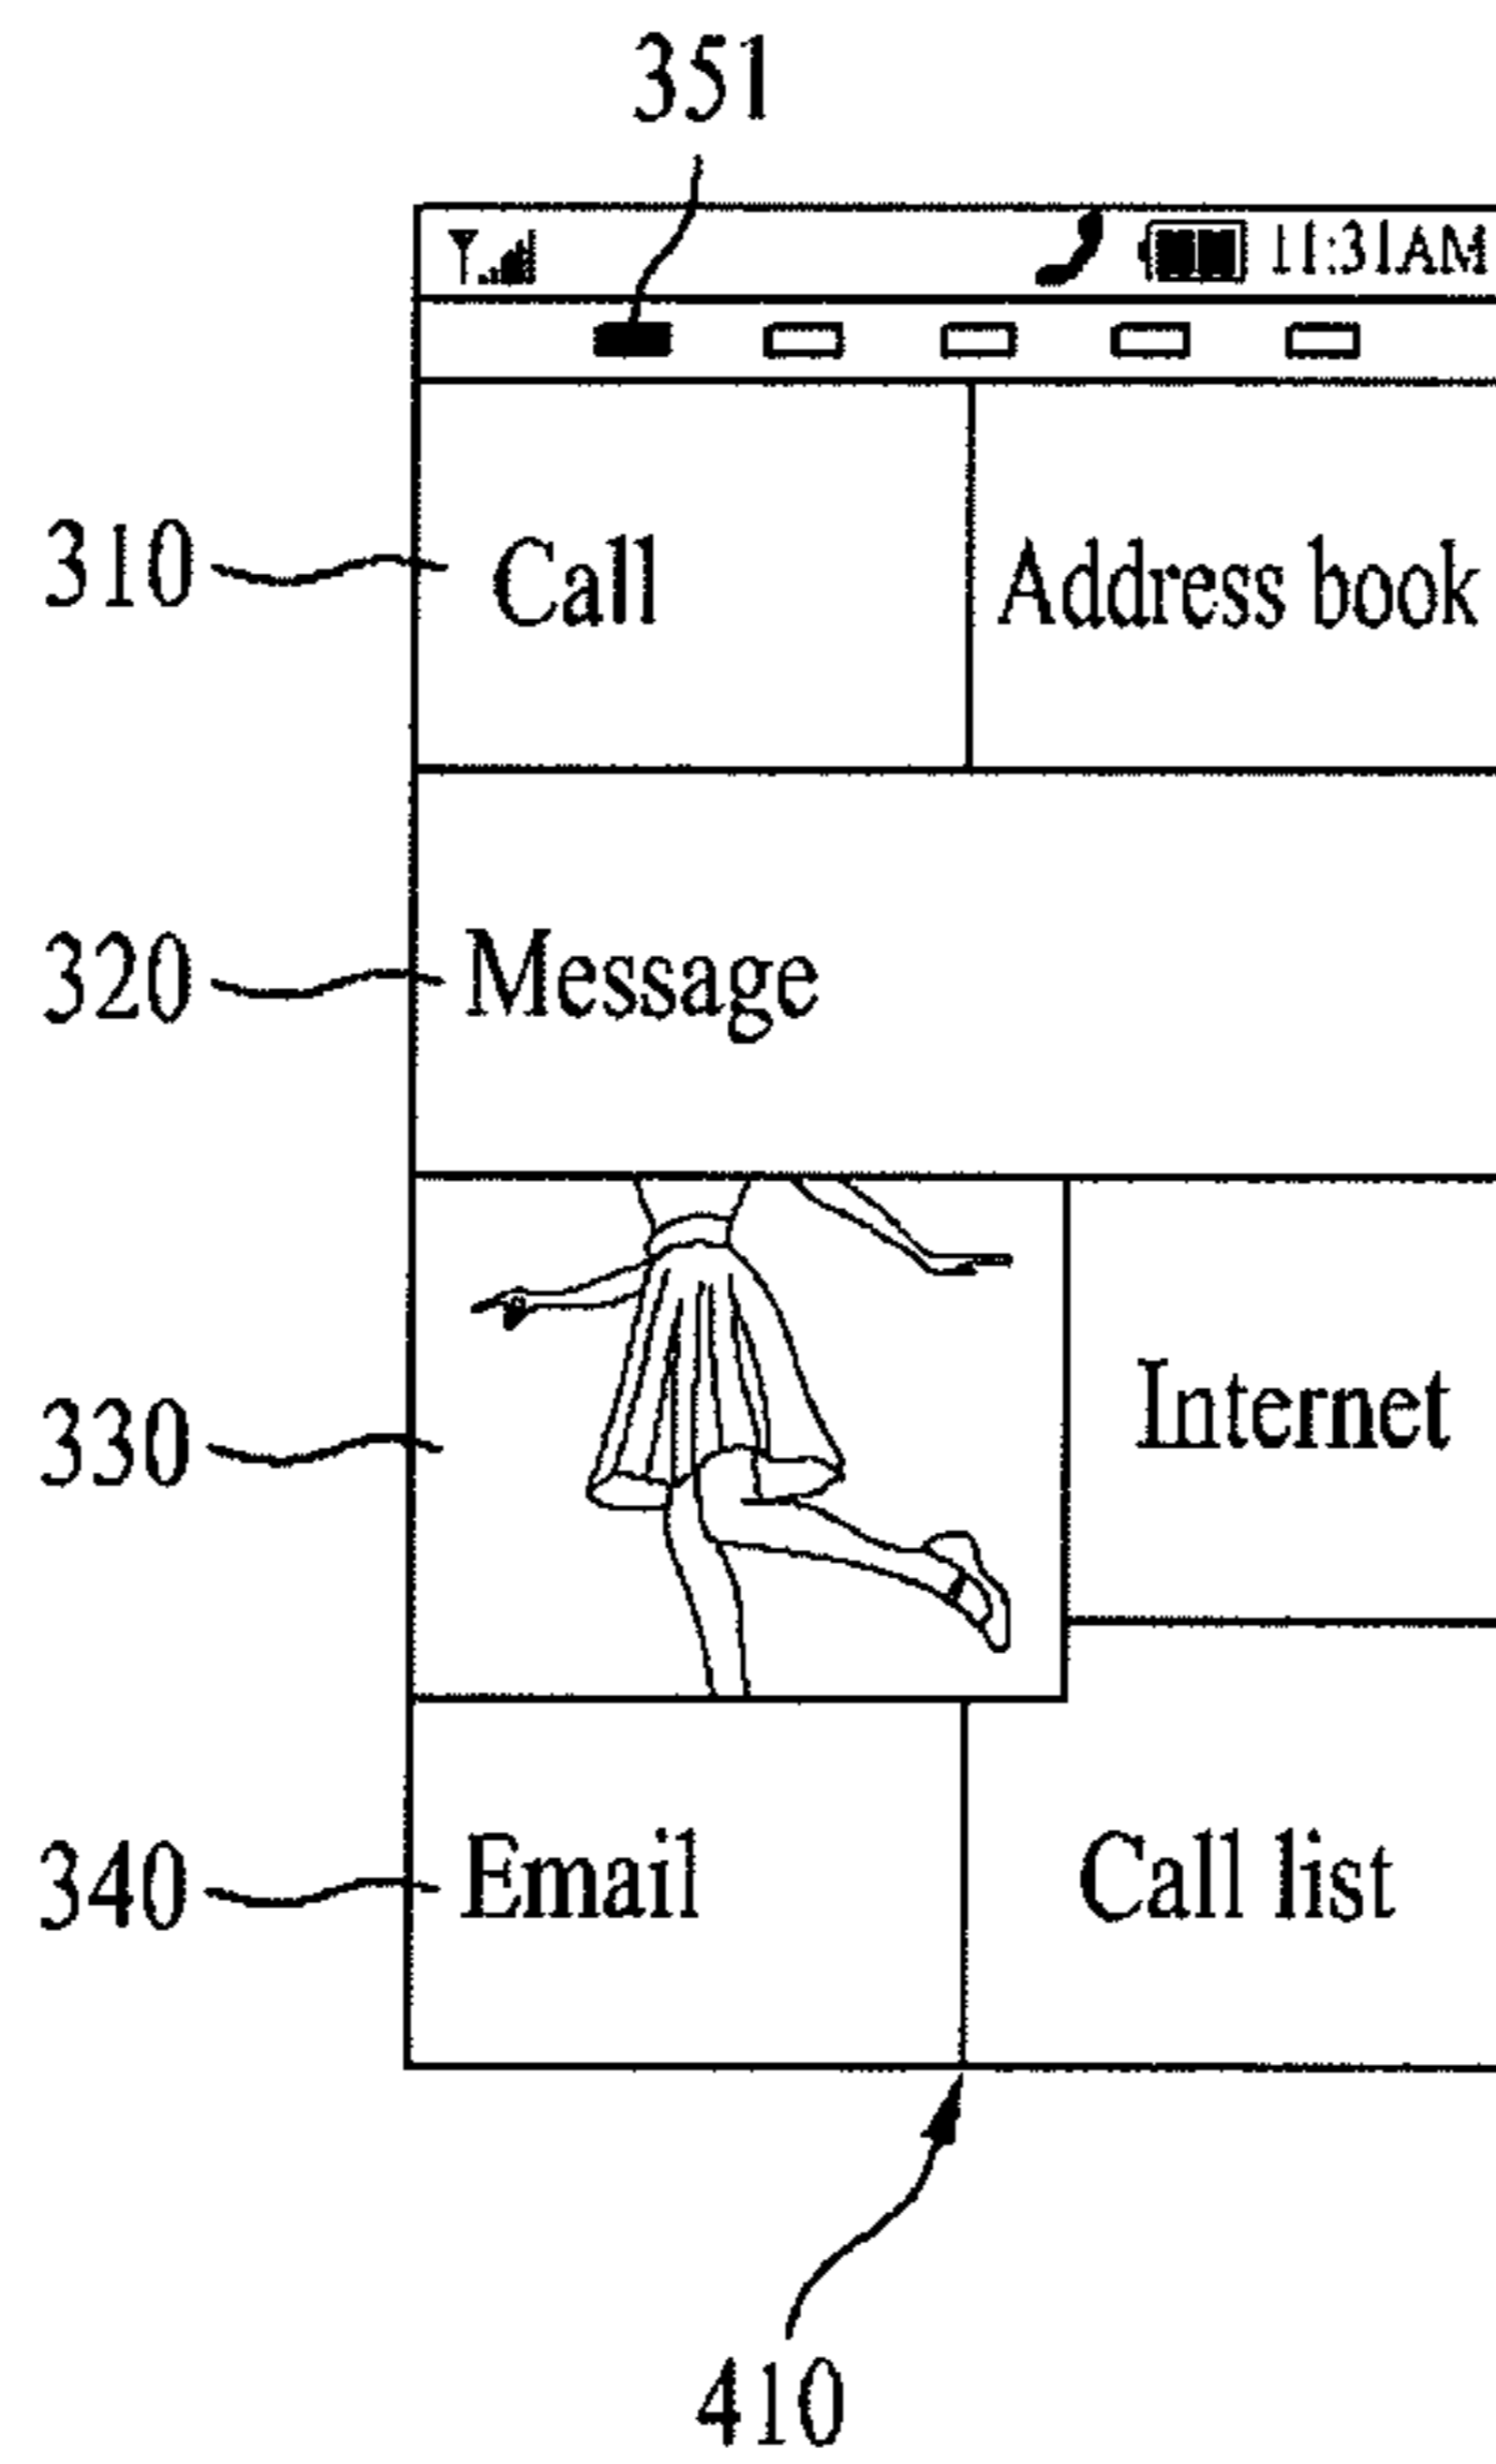 351
11:31AM
310 Call Address book
320 Message
330 Internet
340 Email Call list
410